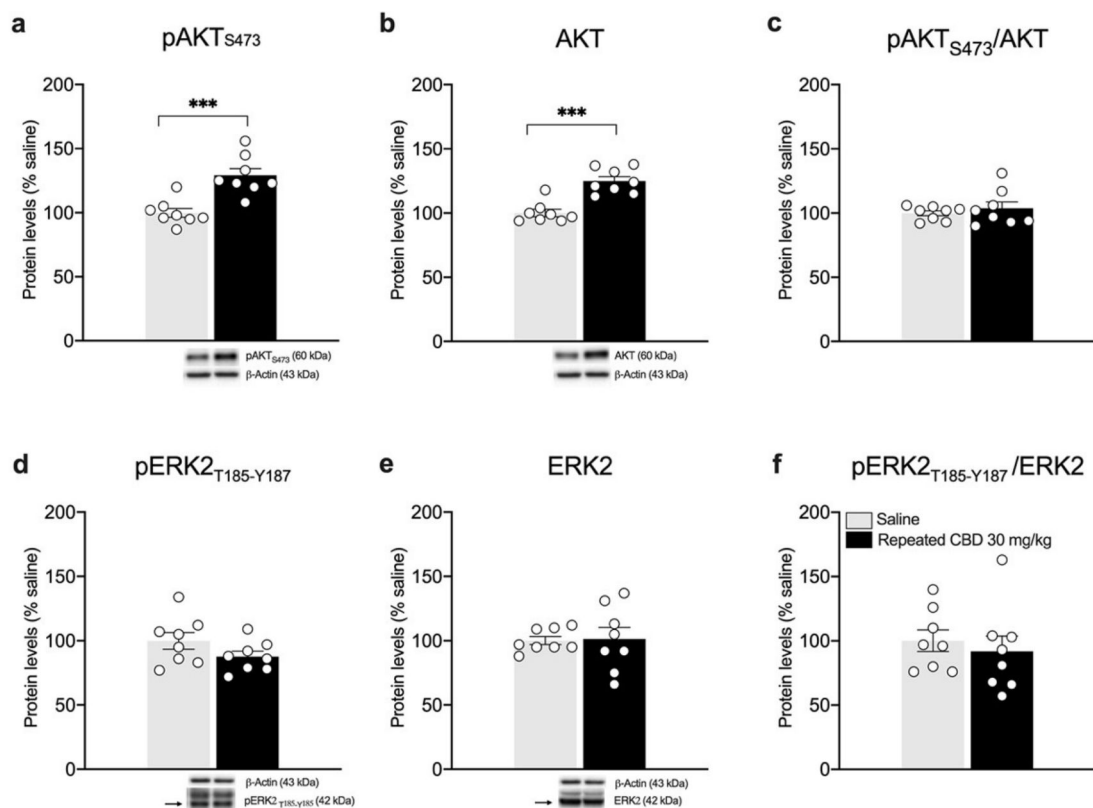 a
pAKTS473
b
AKT
c
pAKTS473/AKT
Protein levels (% saline)
200
150
100
50
0
***
pAKTS473 (60 kDa)
β-Actin (43 kDa)
Protein levels (% saline)
200
150
100
50
0
***
AKT (60 kDa)
β-Actin (43 kDa)
Protein levels (% saline)
200
150
100
50
0
d
pERK2T185-Y187
e
ERK2
f
pERK2T185-Y187/ERK2
Protein levels (% saline)
200
150
100
50
0
β-Actin (43 kDa)
pERK2T185-Y185 (42 kDa)
Protein levels (% saline)
200
150
100
50
0
β-Actin (43 kDa)
ERK2 (42 kDa)
Protein levels (% saline)
200
150
100
50
0
Saline
Repeated CBD 30 mg/kg